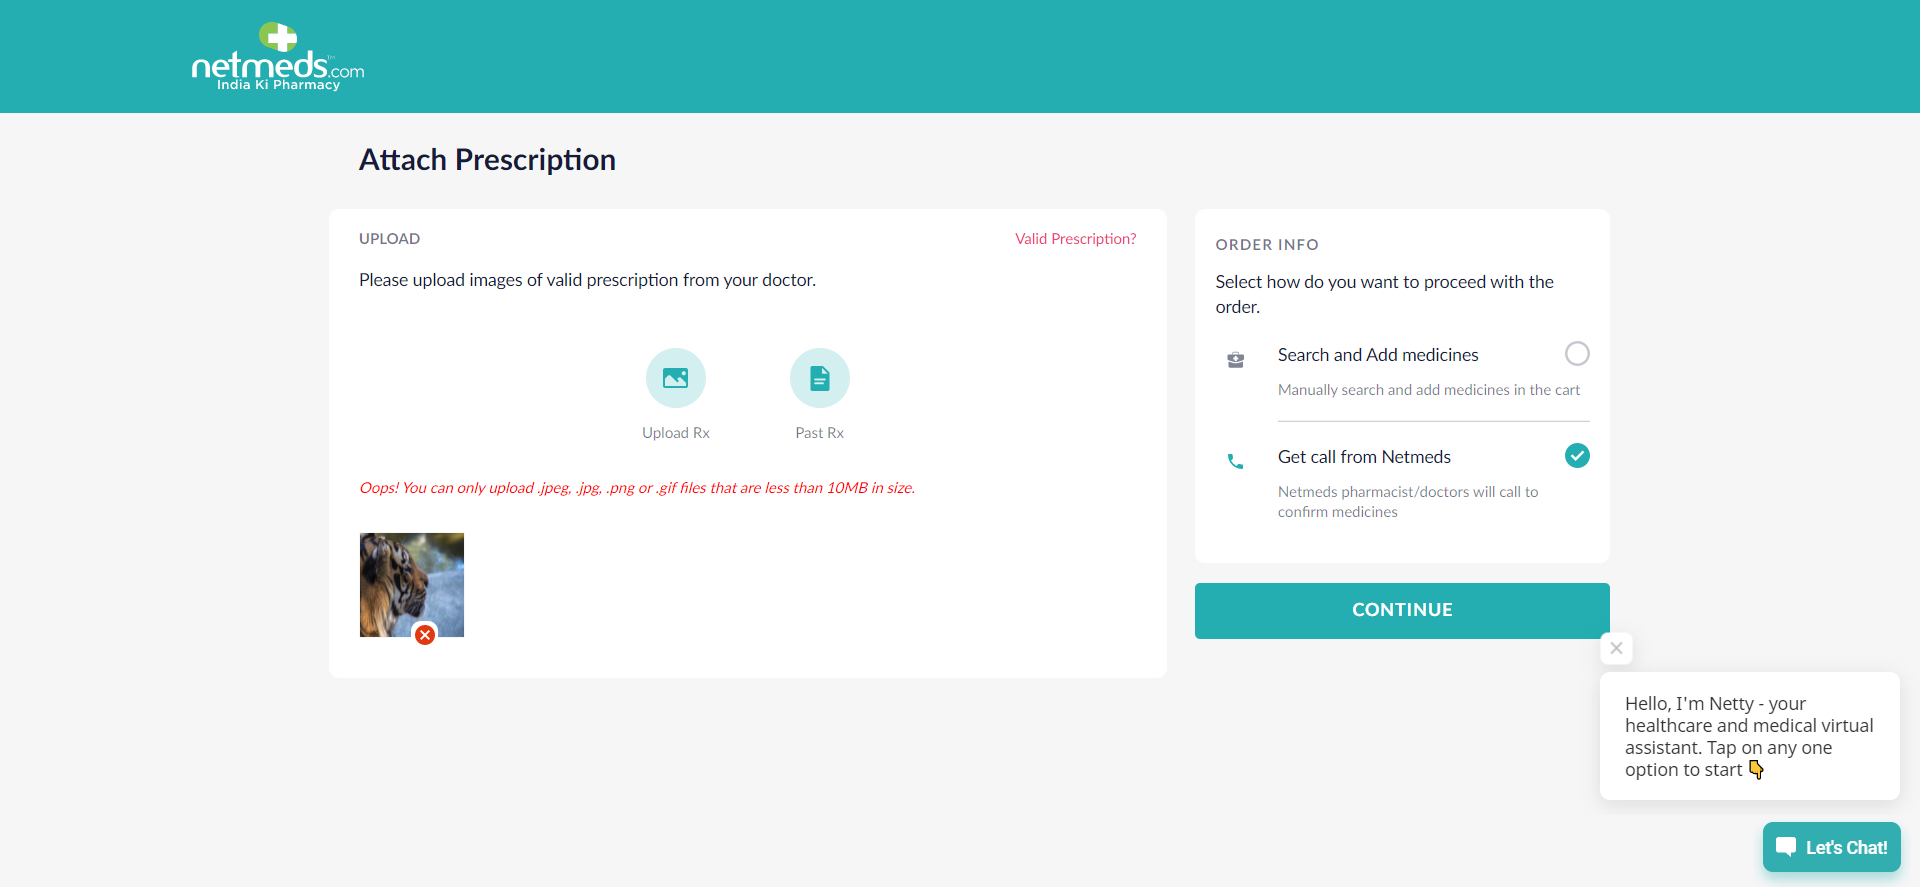 netmeds.com™
India Ki Pharmacy
Attach Prescription
UPLOAD
Valid Prescription?
Please upload images of valid prescription from your doctor.
Upload Rx
Past Rx
Oops! You can only upload .jpeg, .jpg, .png or .gif files that are less than 10MB in size.
ORDER INFO
Select how do you want to proceed with the
order.
Search and Add medicines
Manually search and add medicines in the cart
Get call from Netmeds
Netmeds pharmacist/doctors will call to
confirm medicines
CONTINUE
Hello, I'm Netty - your
healthcare and medical virtual
assistant. Tap on any one
option to start 👇
Let's Chat!